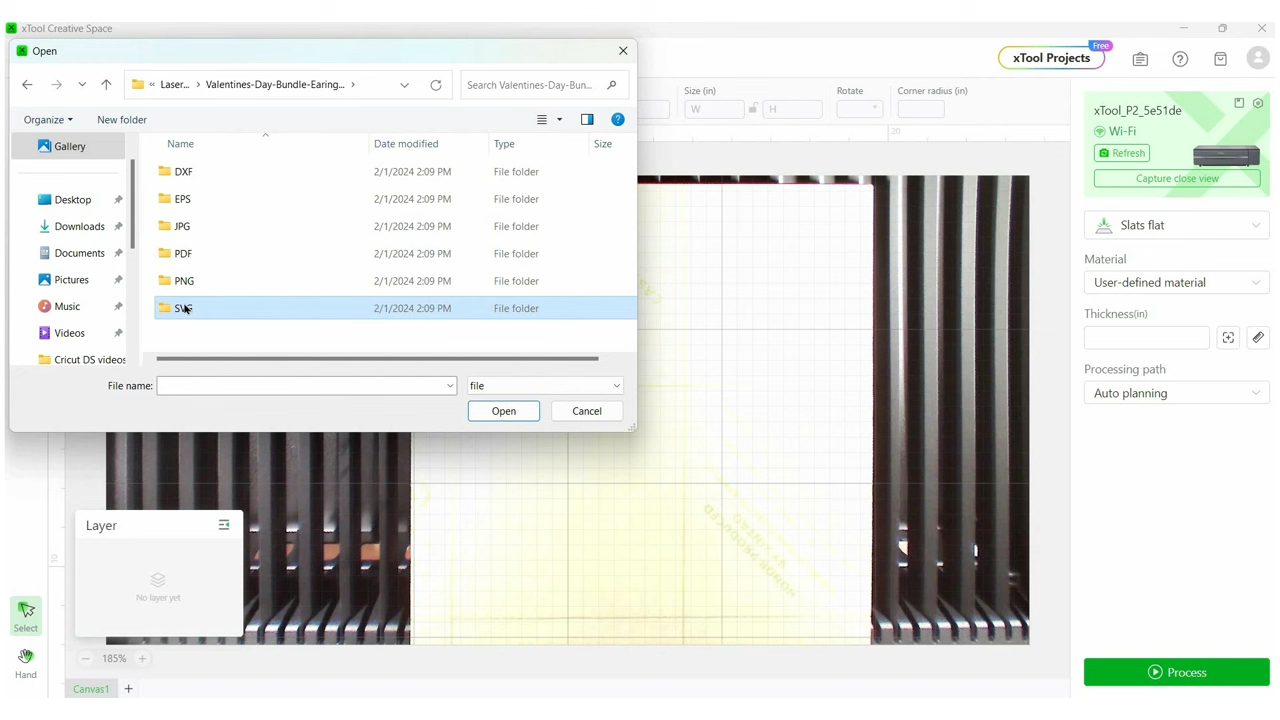 xTool Creative Space
Open
Free
xTool Projects
« Laser... > Valentines-Day-Bundle-Earing... >
Search Valentines-Day-Bun...
Organize
New folder
Size (in)
W
H
Rotate
°
Corner radius (in)
20
Gallery
Desktop
Downloads
Documents
Pictures
Music
Videos
Cricut DS videos
Name Date modified Type Size
DXF 2/1/2024 2:09 PM File folder
EPS 2/1/2024 2:09 PM File folder
JPG 2/1/2024 2:09 PM File folder
PDF 2/1/2024 2:09 PM File folder
PNG 2/1/2024 2:09 PM File folder
SVG 2/1/2024 2:09 PM File folder
File name:
file
Open
Cancel
xTool_P2_5e51de
Wi-Fi
Refresh
Capture close view
Slats flat
Material
User-defined material
Thickness(in)
Processing path
Auto planning
Layer
No layer yet
10
Select
Hand
185%
Canvas1
Process